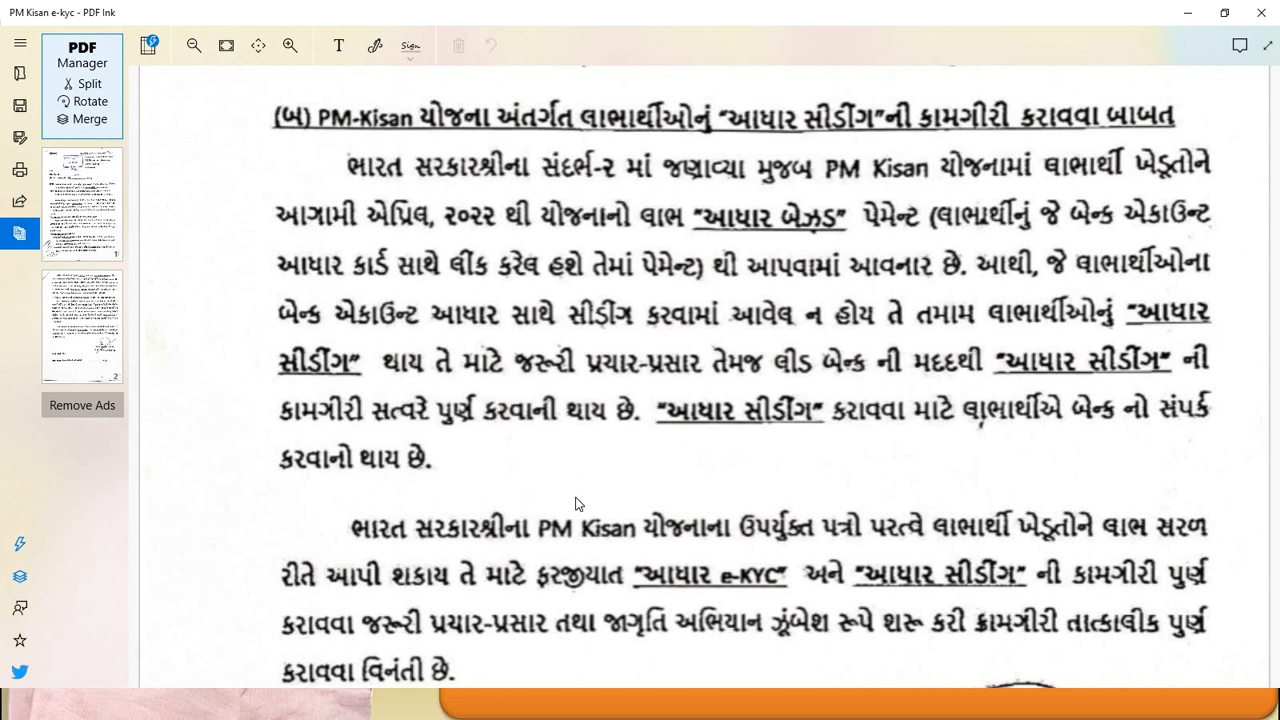 PM Kisan e-kyc - PDF Ink
PDF
Manager
Split
Rotate
Merge
T
Sign
1
2
Remove Ads
(બ) PM-Kisan યોજના અંતર્ગત લાભાર્થીઓનું "આધાર સીડીંગ"ની કામગીરી કરાવવા બાબત
ભારત સરકારશ્રીના સંદર્ભ-૨ માં જણાવ્યા મુજબ PM Kisan યોજનામાં લાભાર્થી ખેડૂતોને
આગામી એપ્રિલ, ૨૦૨૨ થી યોજનાનો લાભ "આધાર બેઝ્ડ" પેમેન્ટ (લાભાર્થીનું જે બેન્ક એકાઉન્ટ
આધાર કાર્ડ સાથે લીંક કરેલ હશે તેમાં પેમેન્ટ) થી આપવામાં આવનાર છે. આથી, જે લાભાર્થીઓના
બેન્ક એકાઉન્ટ આધાર સાથે સીડીંગ કરવામાં આવેલ ન હોય તે તમામ લાભાર્થીઓનું "આધાર
સીડીંગ" થાય તે માટે જરૂરી પ્રચાર-પ્રસાર તેમજ લીડ બેન્ક ની મદદથી "આધાર સીડીંગ" ની
કામગીરી સત્વરે પુર્ણ કરવાની થાય છે. "આધાર સીડીંગ" કરાવવા માટે લાભાર્થીએ બેન્ક નો સંપર્ક
કરવાનો થાય છે.
ભારત સરકારશ્રીના PM Kisan યોજનાના ઉપર્યુક્ત પત્રો પરત્વે લાભાર્થી ખેડૂતોને લાભ સરળ
રીતે આપી શકાય તે માટે ફરજીયાત "આધાર e-KYC" અને "આધાર સીડીંગ" ની કામગીરી પુર્ણ
કરાવવા જરૂરી પ્રચાર-પ્રસાર તથા જાગૃતિ અભિયાન ઝૂંબેશ રૂપે શરૂ કરી કામગીરી તાત્કાલીક પુર્ણ
કરાવવા વિનંતી છે.